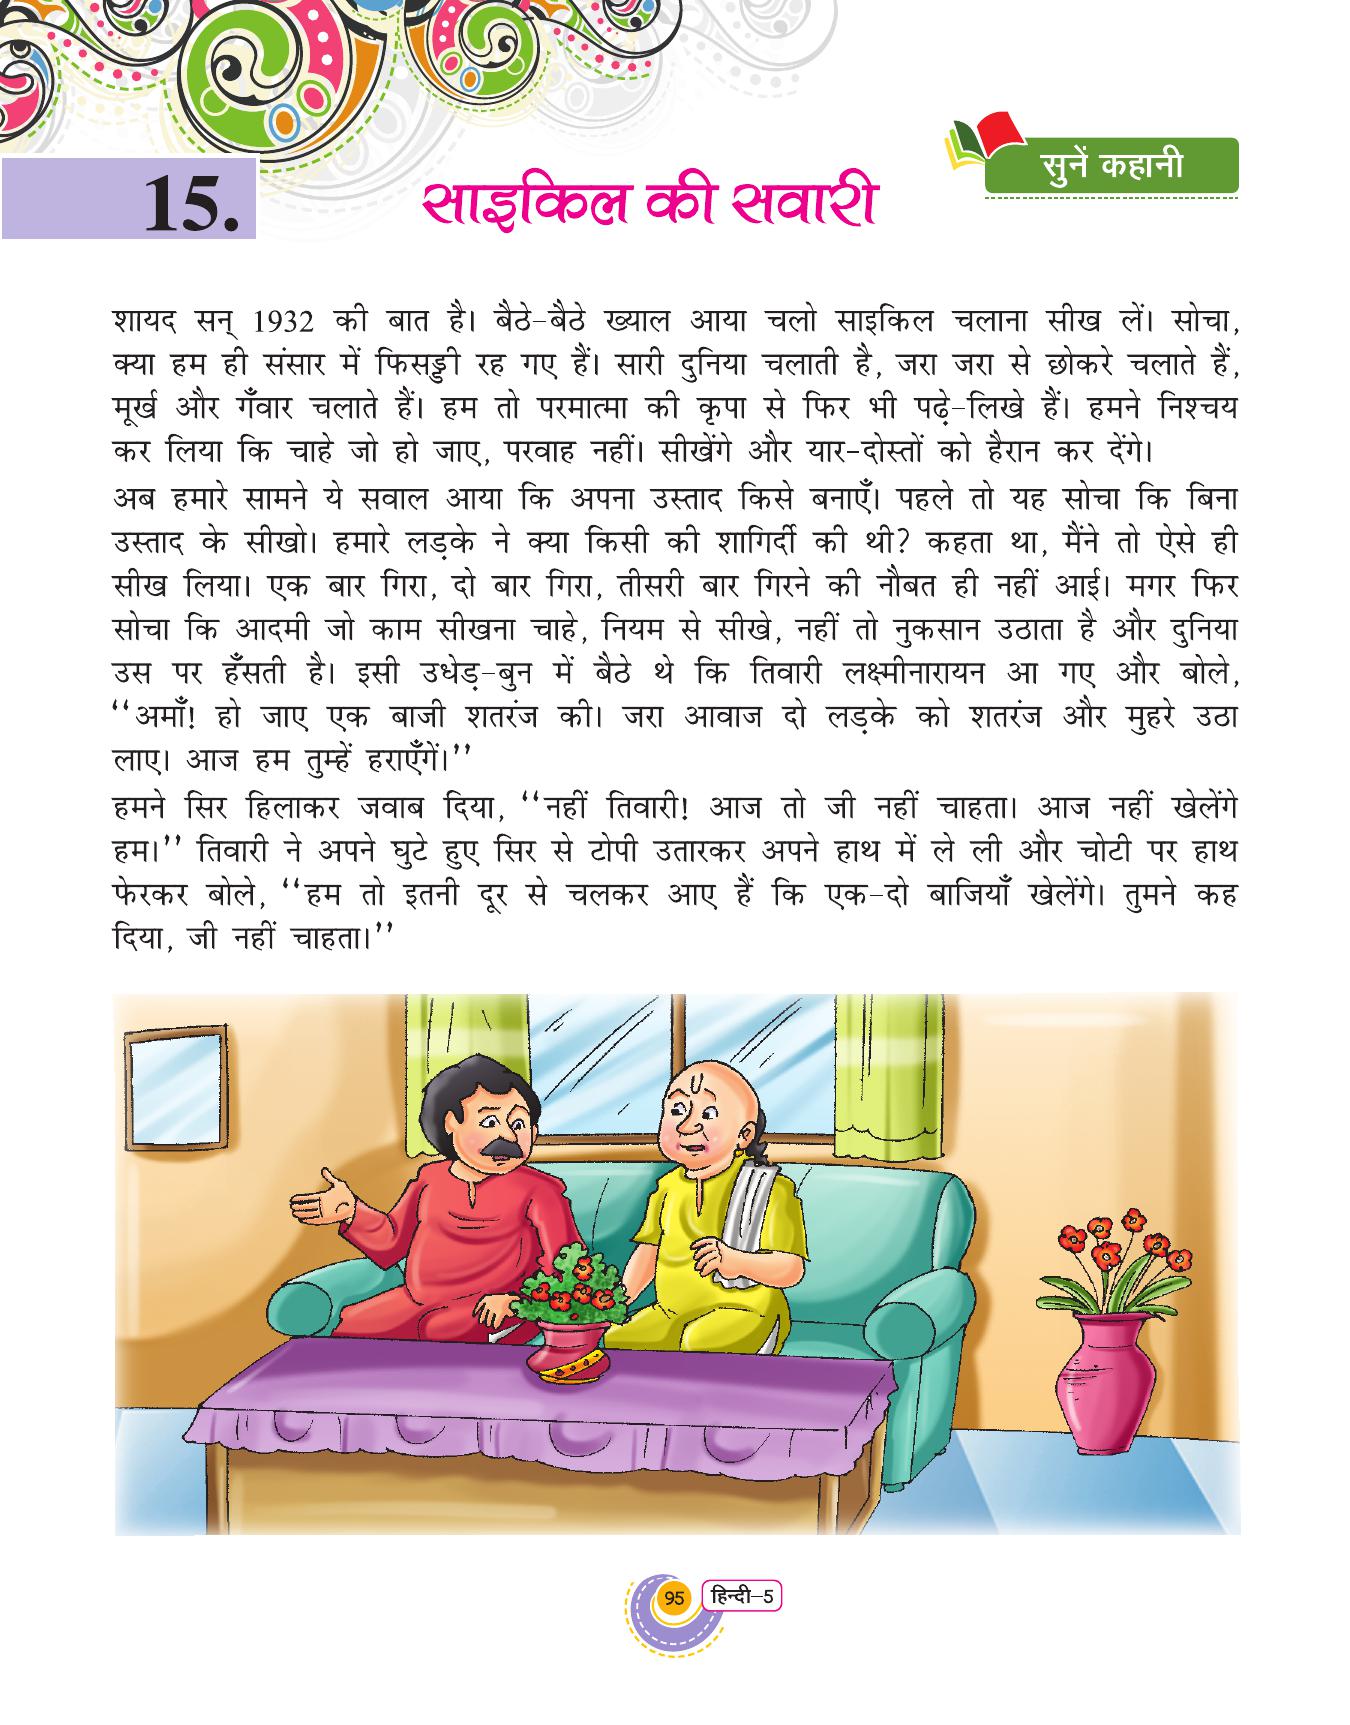 सुनें कहानी
15.
साइकिल की सवारी
शायद सन् 1932 की बात है। बैठे-बैठे ख्याल आया चलो साइकिल चलाना सीख लें। सोचा,
क्या हम ही संसार में फिसड्डी रह गए हैं। सारी दुनिया चलाती है, जरा जरा से छोकरे चलाते हैं,
मूर्ख और गँवार चलाते हैं। हम तो परमात्मा की कृपा से फिर भी पढ़े-लिखे हैं। हमने निश्चय
कर लिया कि चाहे जो हो जाए, परवाह नहीं। सीखेंगे और यार-दोस्तों को हैरान कर देंगे।
अब हमारे सामने ये सवाल आया कि अपना उस्ताद किसे बनाएँ। पहले तो यह सोचा कि बिना
उस्ताद के सीखो। हमारे लड़के ने क्या किसी की शागिर्दी की थी? कहता था, मैंने तो ऐसे ही
सीख लिया। एक बार गिरा, दो बार गिरा, तीसरी बार गिरने की नौबत ही नहीं आई। मगर फिर
सोचा कि आदमी जो काम सीखना चाहे, नियम से सीखे, नहीं तो नुकसान उठाता है और दुनिया
उस पर हँसती है। इसी उधेड़-बुन में बैठे थे कि तिवारी लक्ष्मीनारायन आ गए और बोले,
‘‘अमाँ! हो जाए एक बाजी शतरंज की। जरा आवाज दो लड़के को शतरंज और मुहरे उठा
लाए। आज हम तुम्हें हराएँगें।’’
हमने सिर हिलाकर जवाब दिया, ‘‘नहीं तिवारी! आज तो जी नहीं चाहता। आज नहीं खेलेंगे
हम।’’ तिवारी ने अपने घुटे हुए सिर से टोपी उतारकर अपने हाथ में ले ली और चोटी पर हाथ
फेरकर बोले, ‘‘हम तो इतनी दूर से चलकर आए हैं कि एक-दो बाजियाँ खेलेंगे। तुमने कह
दिया, जी नहीं चाहता।’’
95 हिन्दी-5